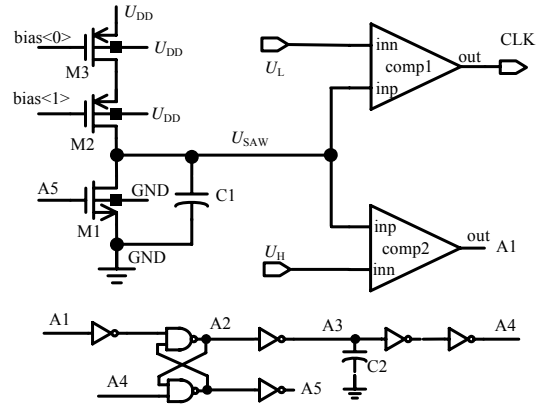 U_DD
bias<0>
U_DD
M3
bias<1>
U_DD
M2
U_SAW
A5
GND
M1
C1
GND
U_L
inn
comp1
inp
out
CLK
inp
comp2
inn
out
A1
U_H
A1
A2
A3
A4
C2
A4
A5